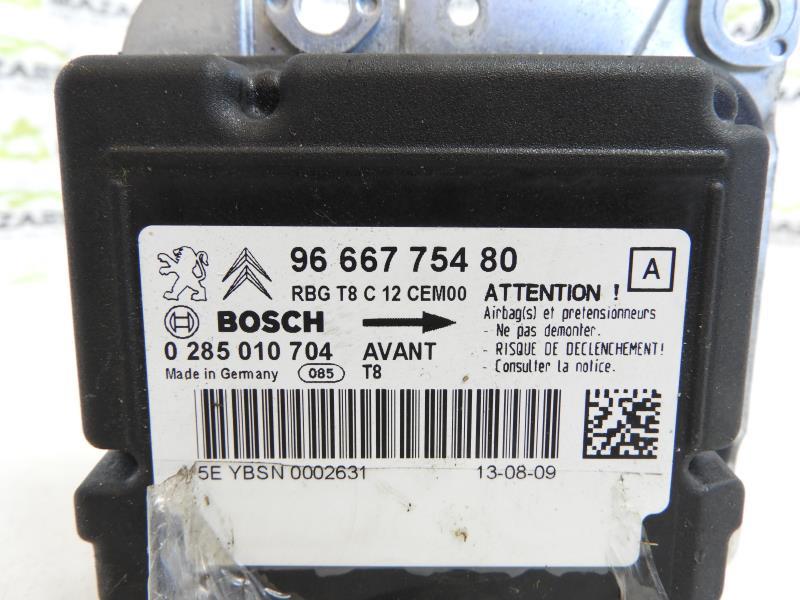 96 667 754 80
A
RBG T8 C 12 CEM00
ATTENTION !
Airbag(s) et pretensionneurs
- Ne pas demonter.
- RISQUE DE DECLENCHEMENT!
- Consulter la notice.
BOSCH
0 285 010 704
AVANT
Made in Germany
085
T8
5E YBSN 0002631
13-08-09